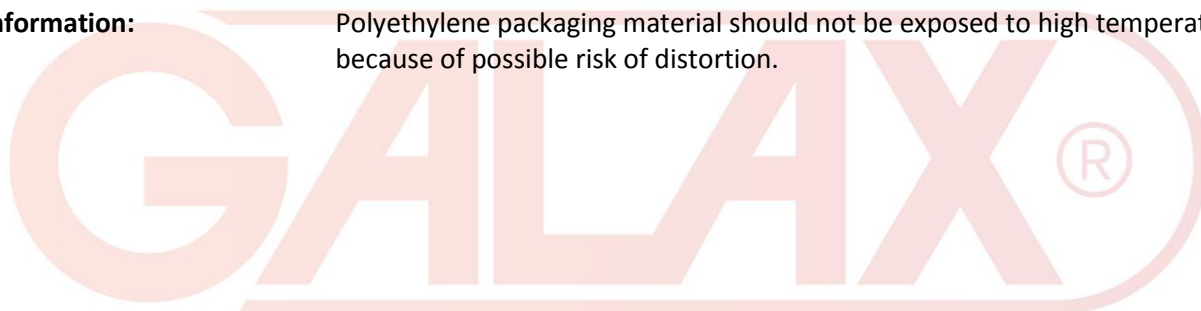 nformation: Polyethylene packaging material should not be exposed to high temperat
because of possible risk of distortion.
GALAX®